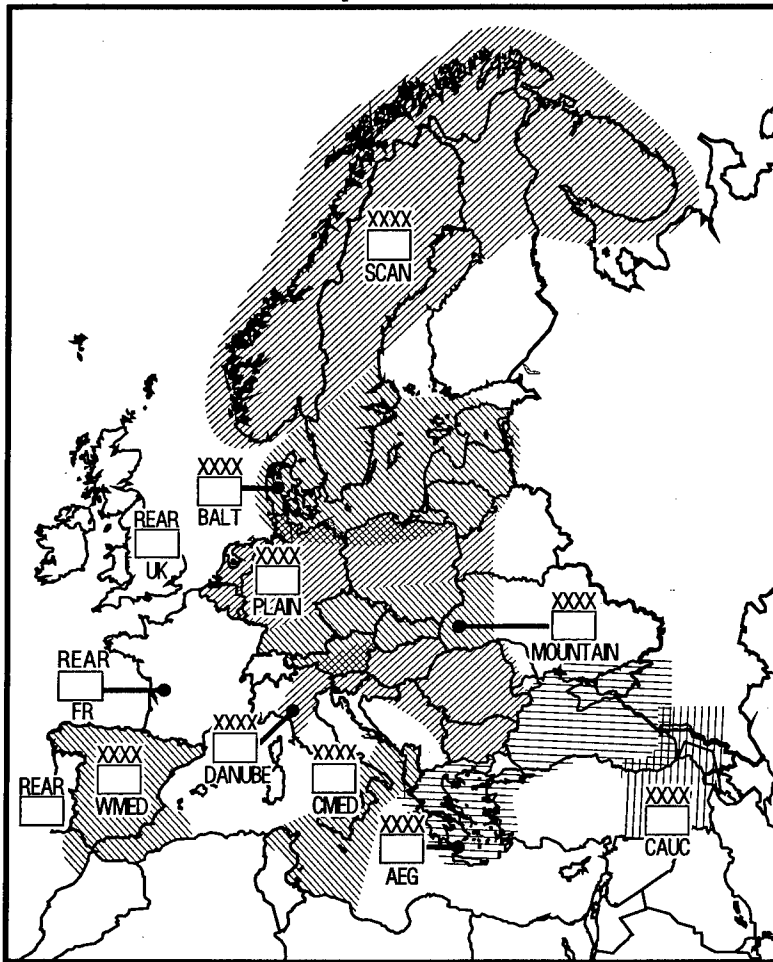 XXXX
SCAN
XXXX
BALT
REAR
UK
XXXX
PLAIN
XXXX
MOUNTAIN
REAR
FR
XXXX
DANUBE
XXXX
WMED
REAR
XXXX
CMED
XXXX
AEG
XXXX
CAUC